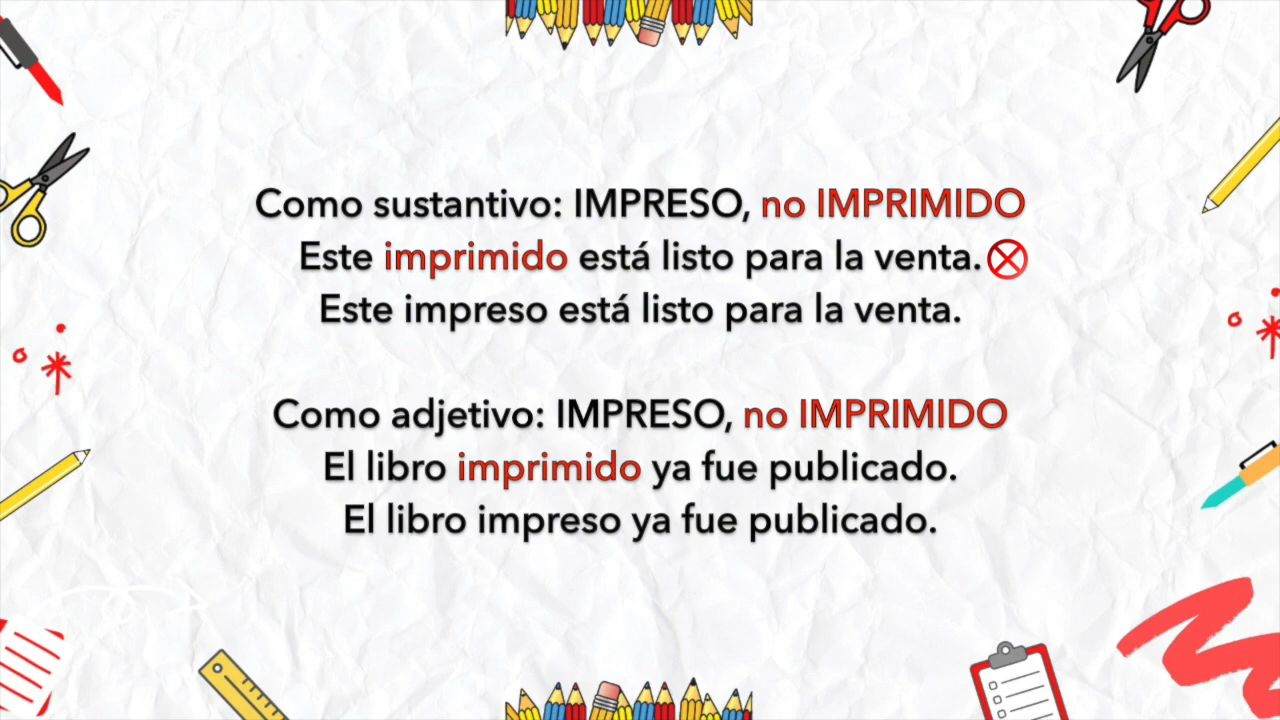 Como sustantivo: IMPRESO, no IMPRIMIDO
Este imprimido está listo para la venta.
Este impreso está listo para la venta.
Como adjetivo: IMPRESO, no IMPRIMIDO
El libro imprimido ya fue publicado.
El libro impreso ya fue publicado.